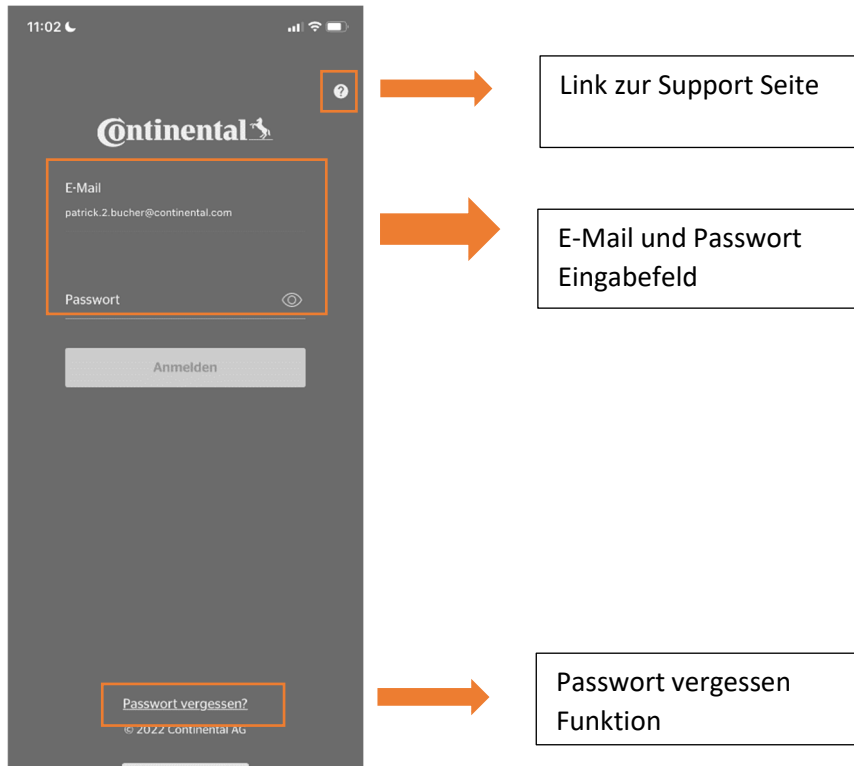 11:02
Link zur Support Seite
Continental
E-Mail
patrick.2.bucher@continental.com
E-Mail und Passwort
Eingabefeld
Passwort
Anmelden
Passwort vergessen?
© 2022 Continental AG
Passwort vergessen
Funktion